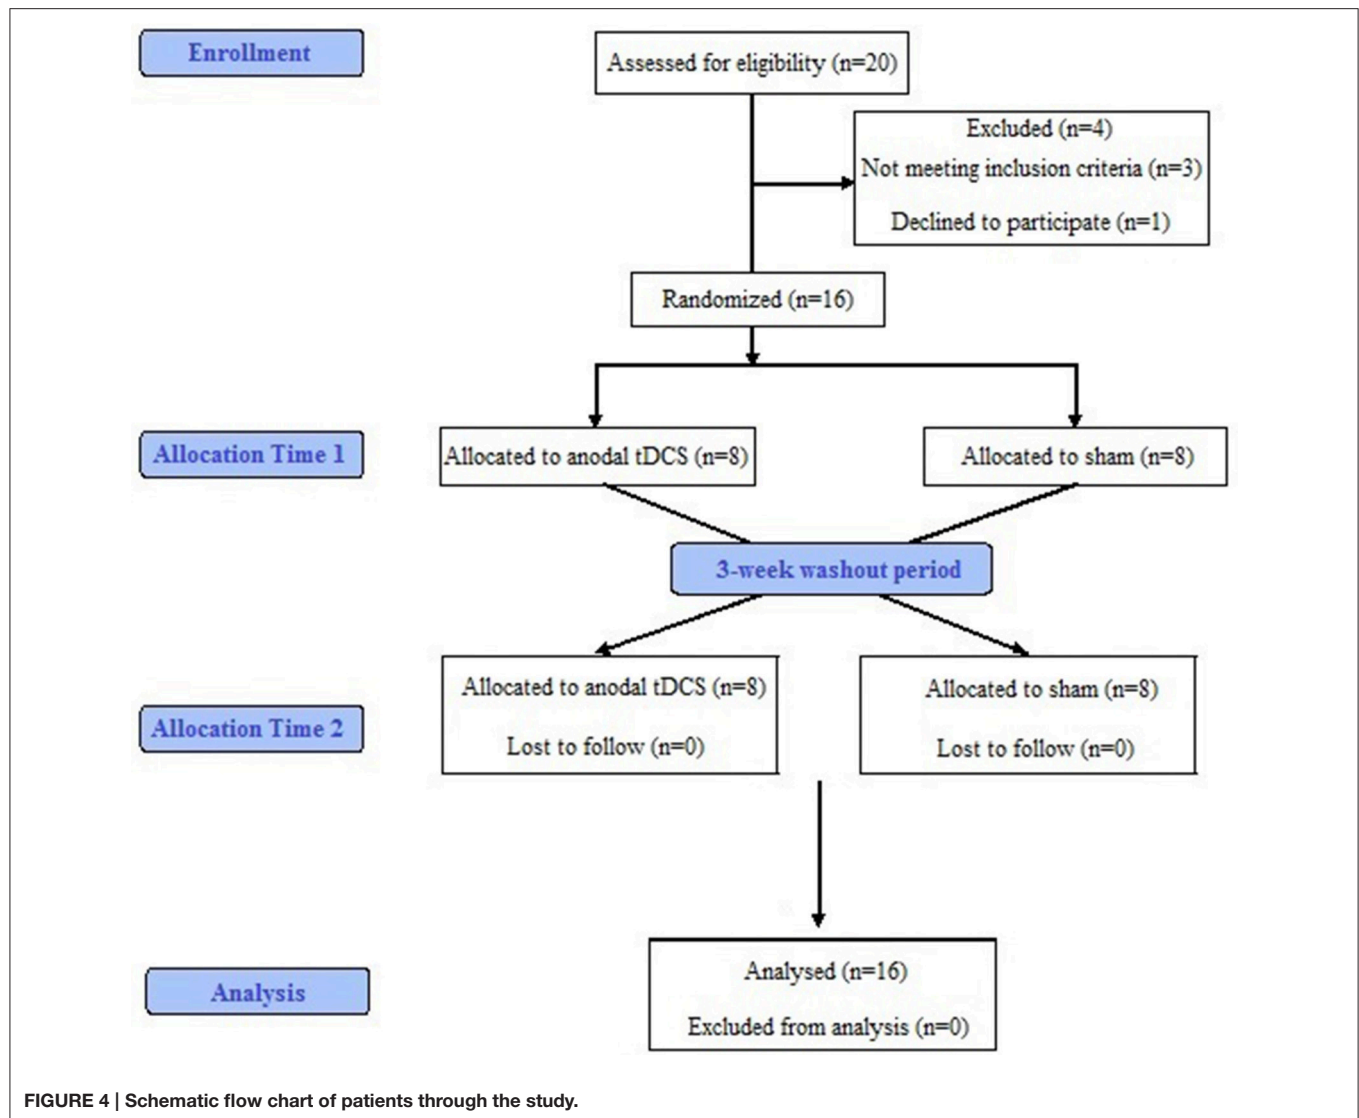 Enrollment
Assessed for eligibility (n=20)
Excluded (n=4)
Not meeting inclusion criteria (n=3)
Declined to participate (n=1)
Randomized (n=16)
Allocation Time 1
Allocated to anodal tDCS (n=8)
Allocated to sham (n=8)
3-week washout period
Allocation Time 2
Allocated to anodal tDCS (n=8)
Lost to follow (n=0)
Allocated to sham (n=8)
Lost to follow (n=0)
Analysis
Analysed (n=16)
Excluded from analysis (n=0)
FIGURE 4 | Schematic flow chart of patients through the study.